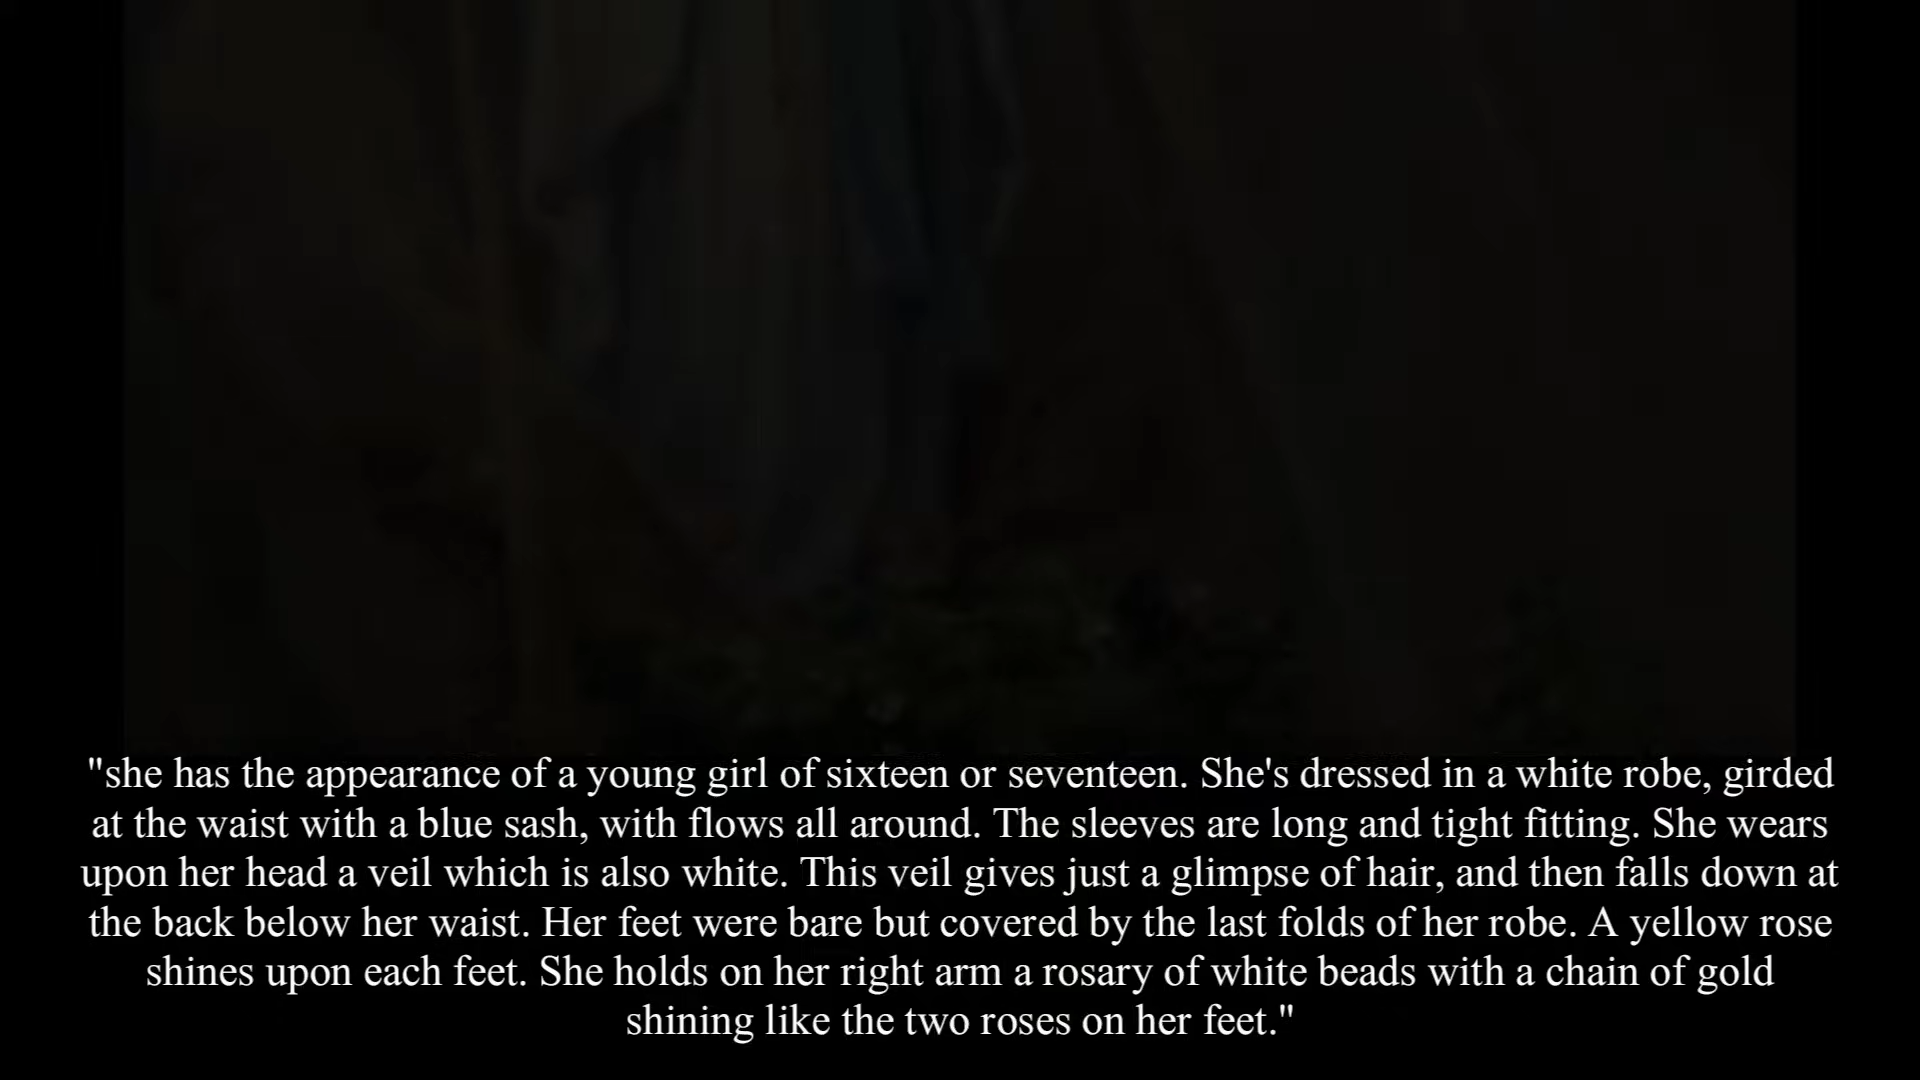 "she has the appearance of a young girl of sixteen or seventeen. She's dressed in a white robe, girded
at the waist with a blue sash, with flows all around. The sleeves are long and tight fitting. She wears
upon her head a veil which is also white. This veil gives just a glimpse of hair, and then falls down at
the back below her waist. Her feet were bare but covered by the last folds of her robe. A yellow rose
shines upon each feet. She holds on her right arm a rosary of white beads with a chain of gold
shining like the two roses on her feet."